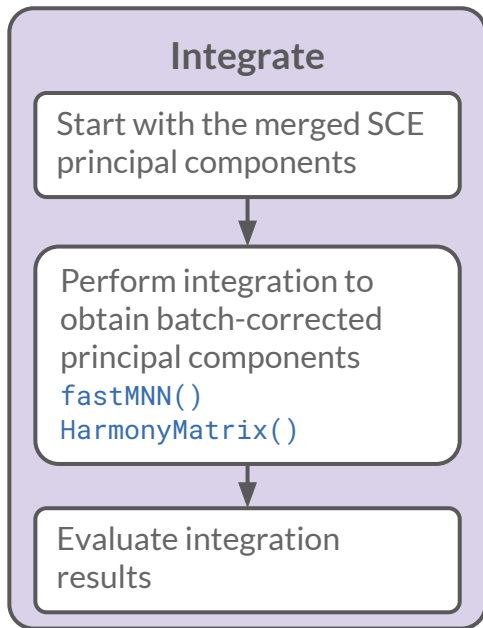 Integrate
Start with the merged SCE
principal components
Perform integration to
obtain batch-corrected
principal components
fastMNN()
HarmonyMatrix()
Evaluate integration
results